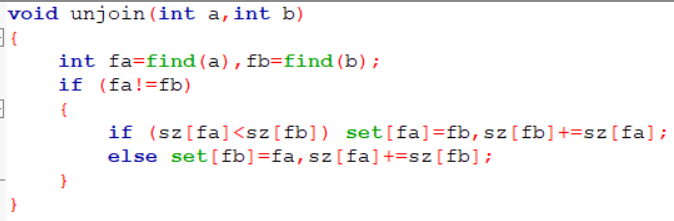 void unjoin(int a,int b)
{
int fa=find(a),fb=find(b);
if (fa!=fb)
{
if (sz[fa]<sz[fb]) set[fa]=fb,sz[fb]+=sz[fa];
else set[fb]=fa,sz[fa]+=sz[fb];
}
}